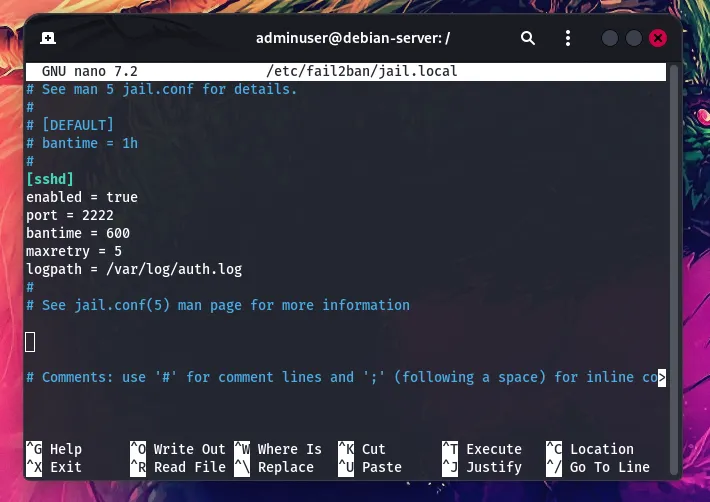 adminuser@debian-server: /
GNU nano 7.2 /etc/fail2ban/jail.local
# See man 5 jail.conf for details.
#
# [DEFAULT]
# bantime = 1h
#
[sshd]
enabled = true
port = 2222
bantime = 600
maxretry = 5
logpath = /var/log/auth.log
#
# See jail.conf(5) man page for more information
# Comments: use '#' for comment lines and ';' (following a space) for inline co>
^G Help ^O Write Out ^W Where Is ^K Cut ^T Execute ^C Location
^X Exit ^R Read File ^\ Replace ^U Paste ^J Justify ^/ Go To Line